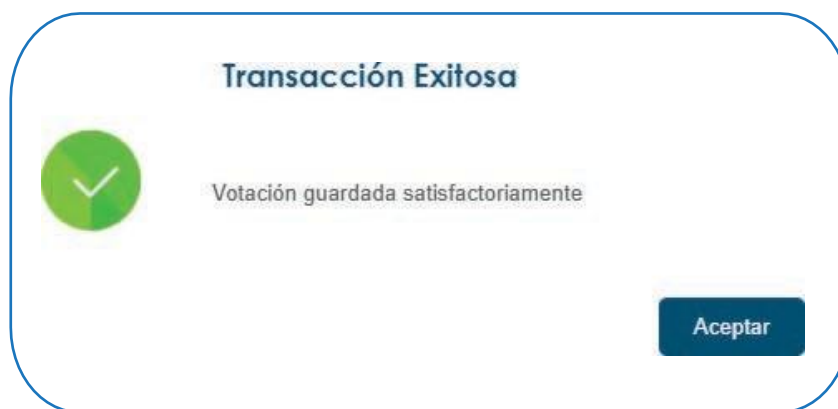 Transacción Exitosa
Votación guardada satisfactoriamente
Aceptar